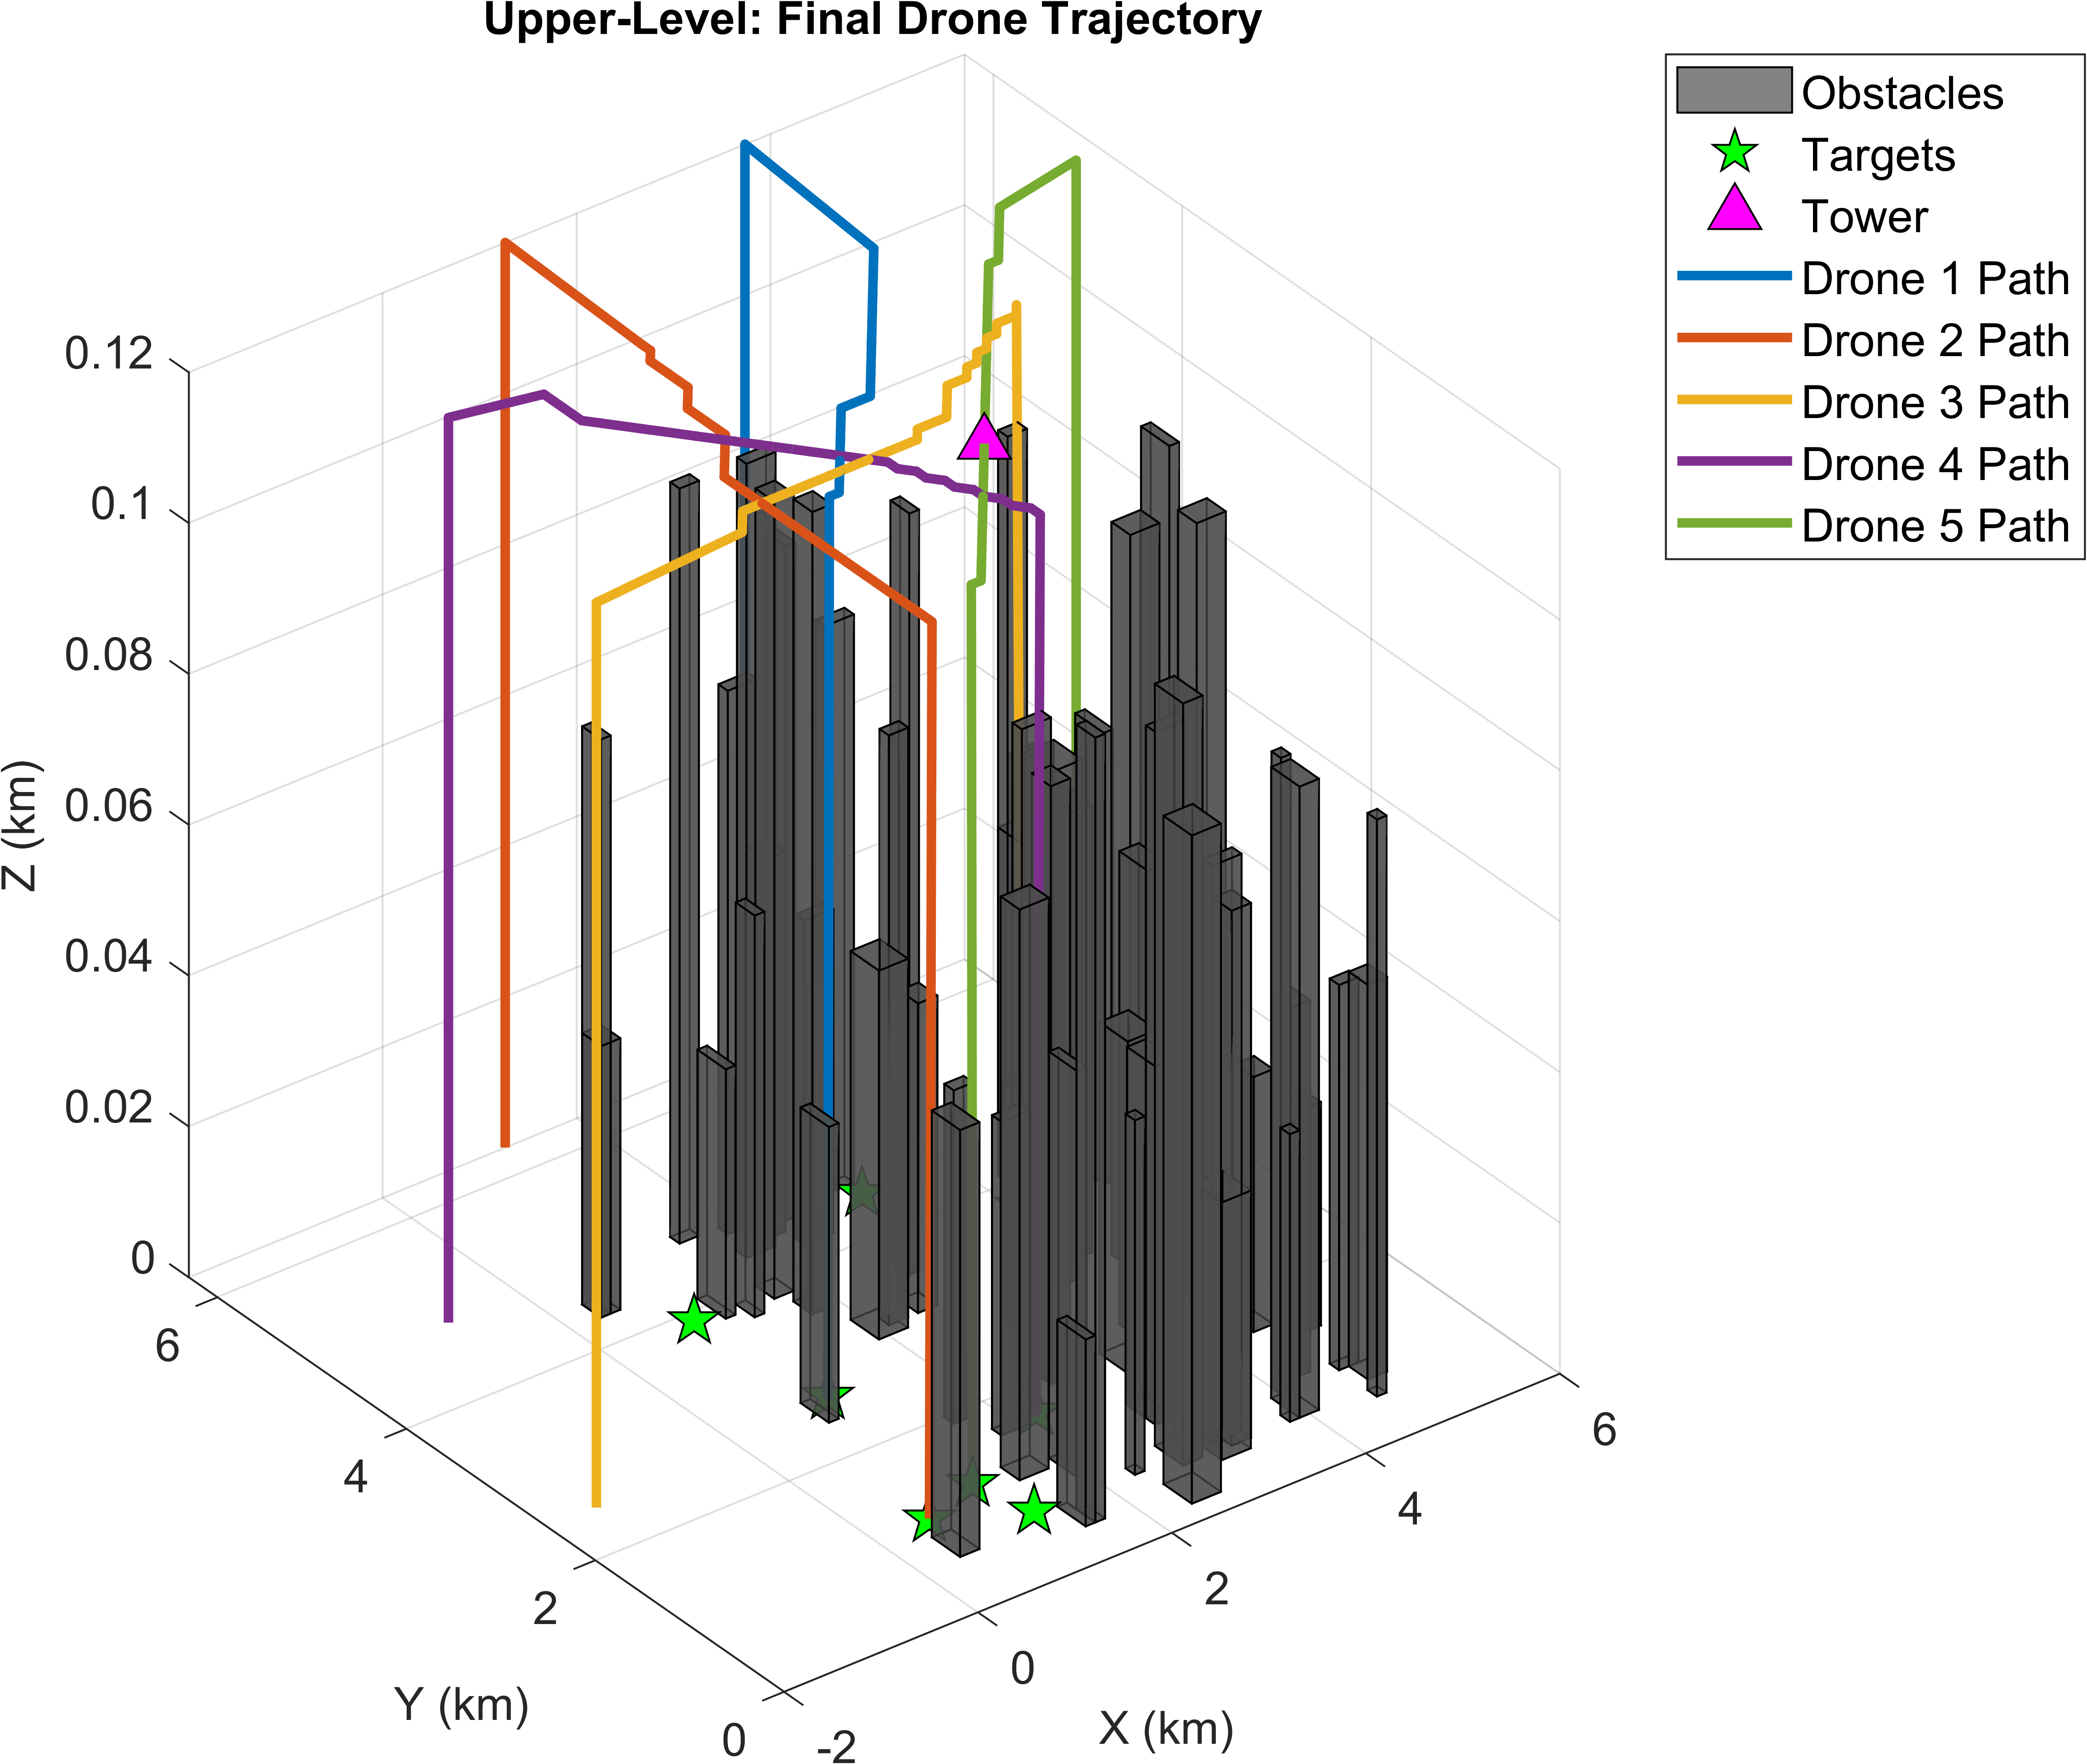 Upper-Level: Final Drone Trajectory
Obstacles
Targets
Tower
Drone 1 Path
Drone 2 Path
Drone 3 Path
Drone 4 Path
Drone 5 Path
0.12
0.1
0.08
0.06
0.04
0.02
0
Z (km)
6
4
2
0
Y (km)
-2
0
2
4
6
X (km)